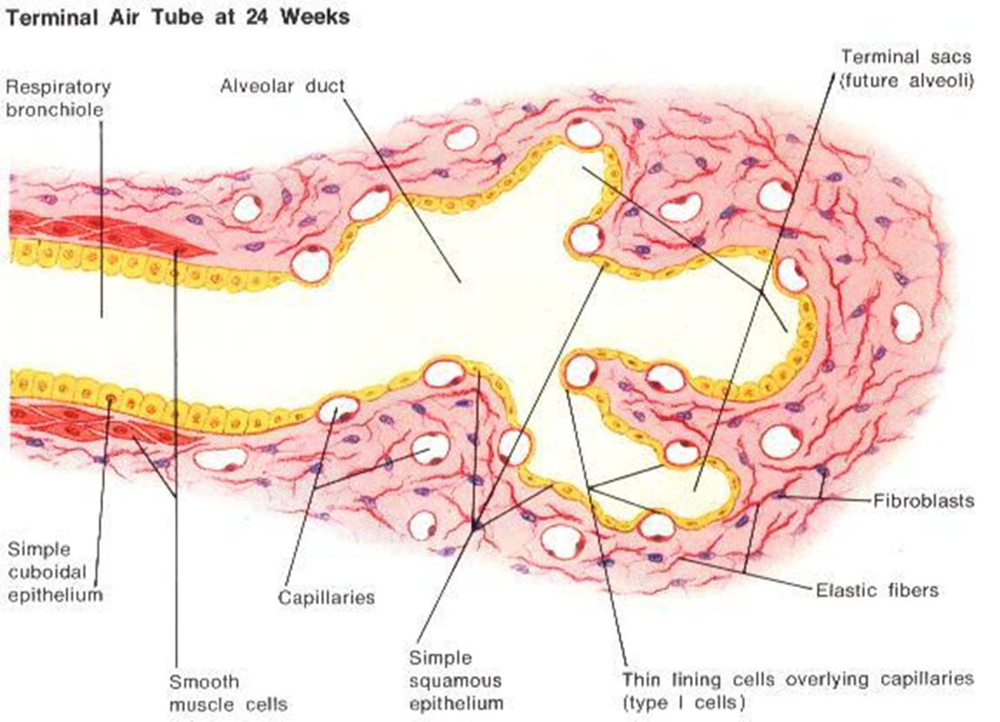 Terminal Air Tube at 24 Weeks
Terminal sacs
(future alveoli)
Respiratory
bronchiole
Alveolar duct
Fibroblasts
Simple
cuboidal
epithelium
Capillaries
Elastic fibers
Simple
squamous
epithelium
Smooth
muscle cells
Thin lining cells overlying capillaries
(type I cells)